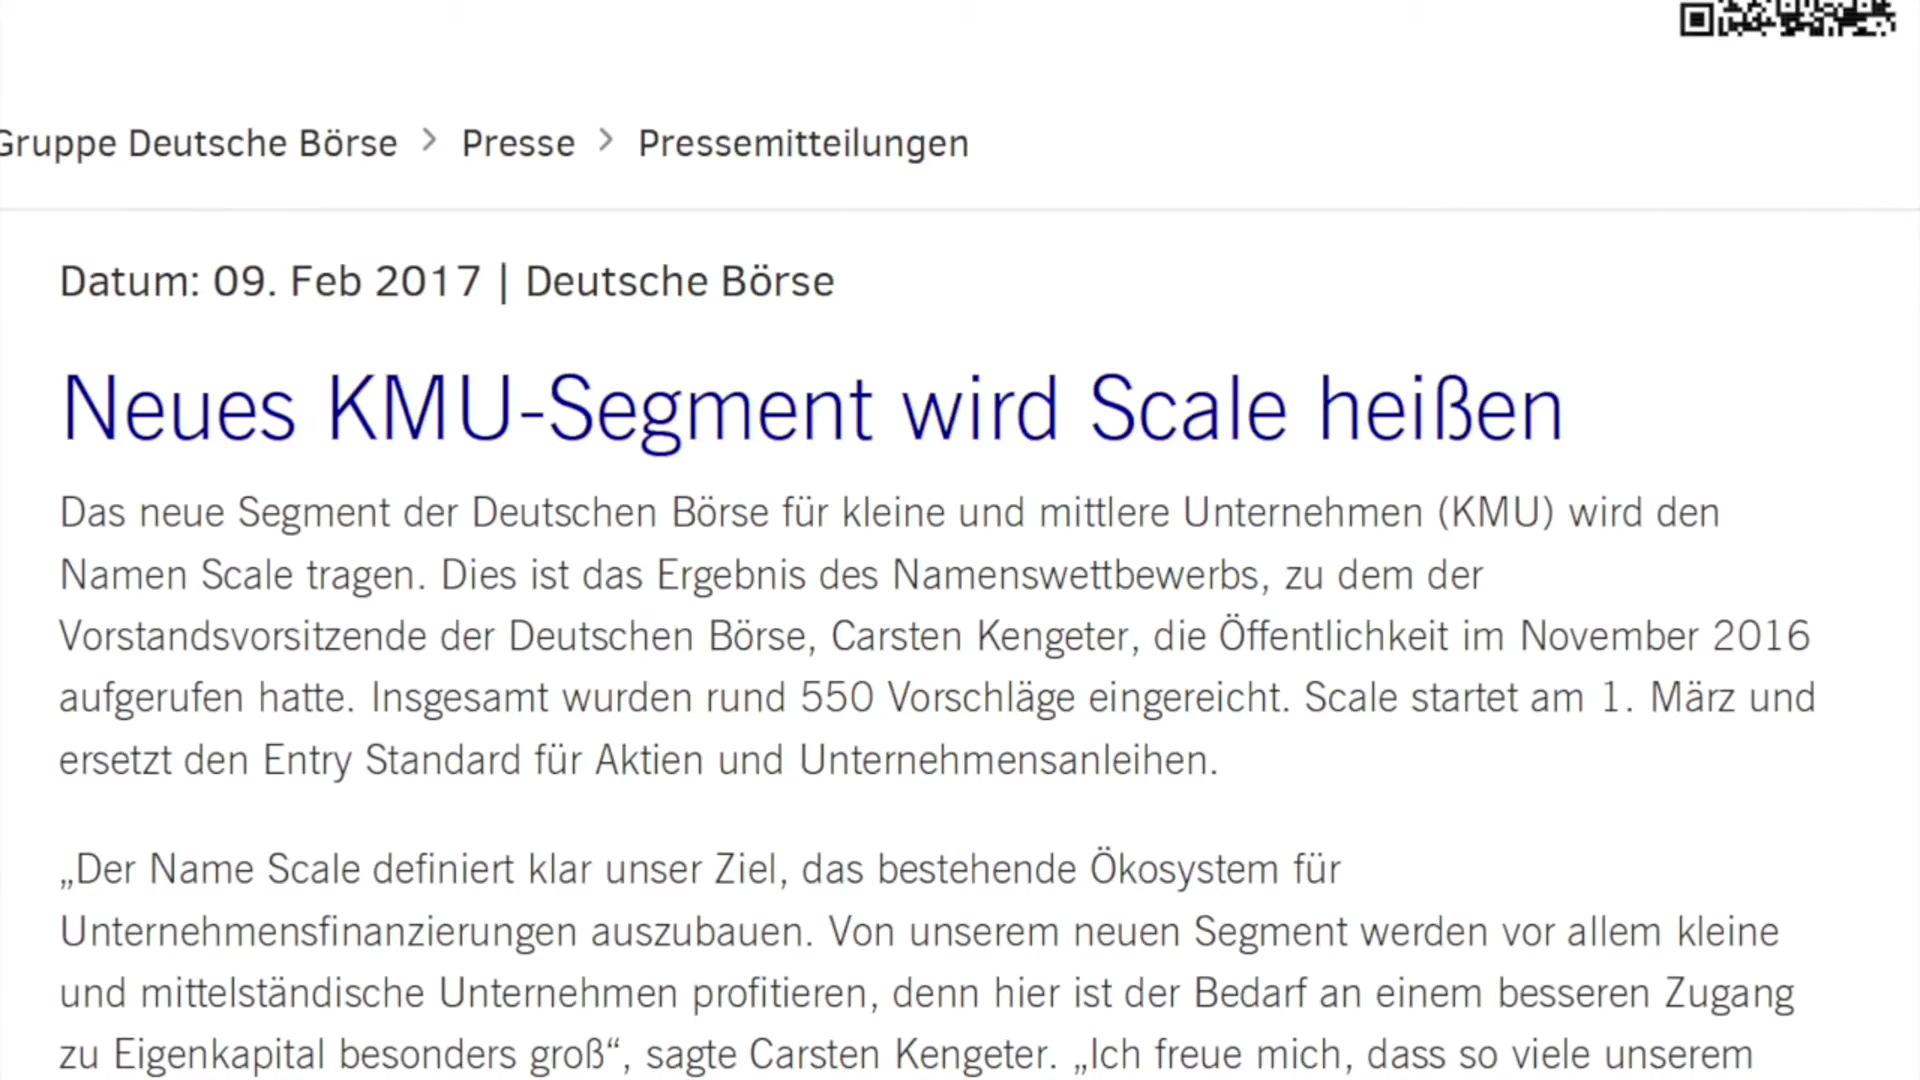 Gruppe Deutsche Börse > Presse > Pressemitteilungen
Datum: 09. Feb 2017 | Deutsche Börse
Neues KMU-Segment wird Scale heißen
Das neue Segment der Deutschen Börse für kleine und mittlere Unternehmen (KMU) wird den
Namen Scale tragen. Dies ist das Ergebnis des Namenswettbewerbs, zu dem der
Vorstandsvorsitzende der Deutschen Börse, Carsten Kengeter, die Öffentlichkeit im November 2016
aufgerufen hatte. Insgesamt wurden rund 550 Vorschläge eingereicht. Scale startet am 1. März und
ersetzt den Entry Standard für Aktien und Unternehmensanleihen.
„Der Name Scale definiert klar unser Ziel, das bestehende Ökosystem für
Unternehmensfinanzierungen auszubauen. Von unserem neuen Segment werden vor allem kleine
und mittelständische Unternehmen profitieren, denn hier ist der Bedarf an einem besseren Zugang
zu Eigenkapital besonders groß“, sagte Carsten Kengeter. „Ich freue mich, dass so viele unserem